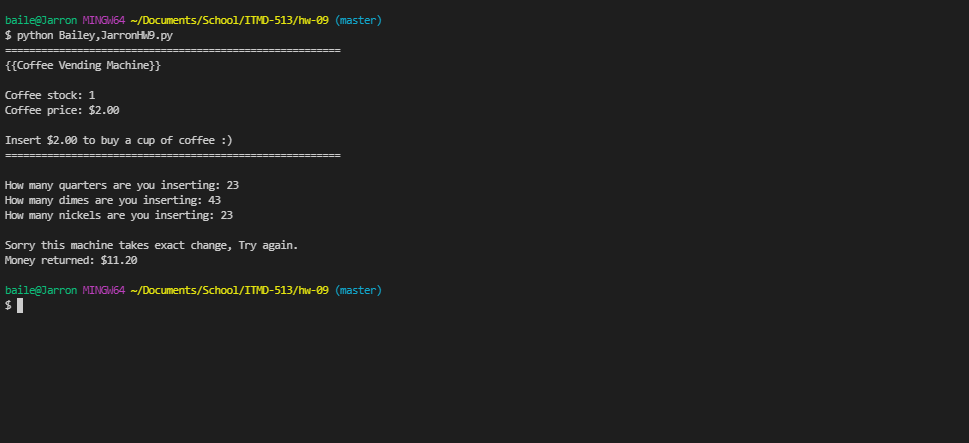 baile@Jarron MINGW64 ~/Documents/School/ITMD-513/hw-09 (master)
$ python Bailey,JarronHW9.py
========================================================
{{Coffee Vending Machine}}
Coffee stock: 1
Coffee price: $2.00
Insert $2.00 to buy a cup of coffee :)
========================================================
How many quarters are you inserting: 23
How many dimes are you inserting: 43
How many nickels are you inserting: 23
Sorry this machine takes exact change, Try again.
Money returned: $11.20
baile@Jarron MINGW64 ~/Documents/School/ITMD-513/hw-09 (master)
$